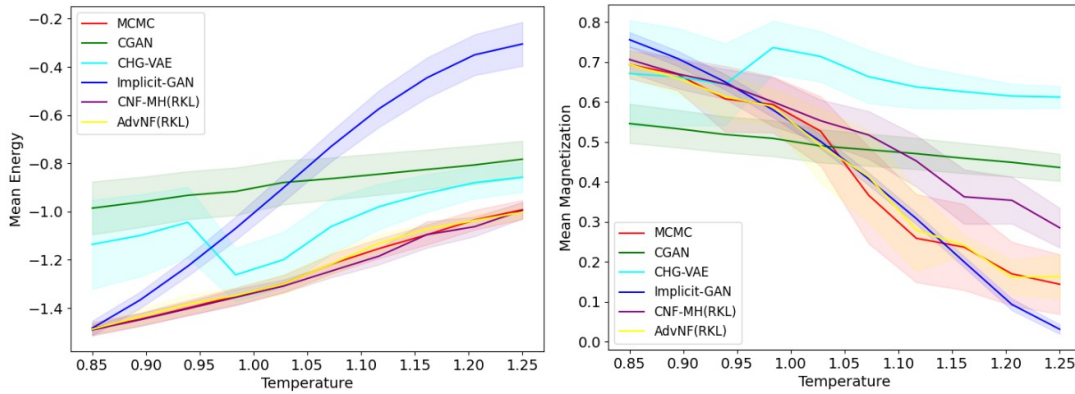 Mean Energy
−0.2
−0.4
−0.6
−0.8
−1.0
−1.2
−1.4
MCMC
CGAN
CHG-VAE
Implicit-GAN
CNF-MH(RKL)
AdvNF(RKL)
0.85 0.90 0.95 1.00 1.05 1.10 1.15 1.20 1.25
Temperature
Mean Magnetization
0.8
0.7
0.6
0.5
0.4
0.3
0.2
0.1
0.0
MCMC
CGAN
CHG-VAE
Implicit-GAN
CNF-MH(RKL)
AdvNF(RKL)
0.85 0.90 0.95 1.00 1.05 1.10 1.15 1.20 1.25
Temperature